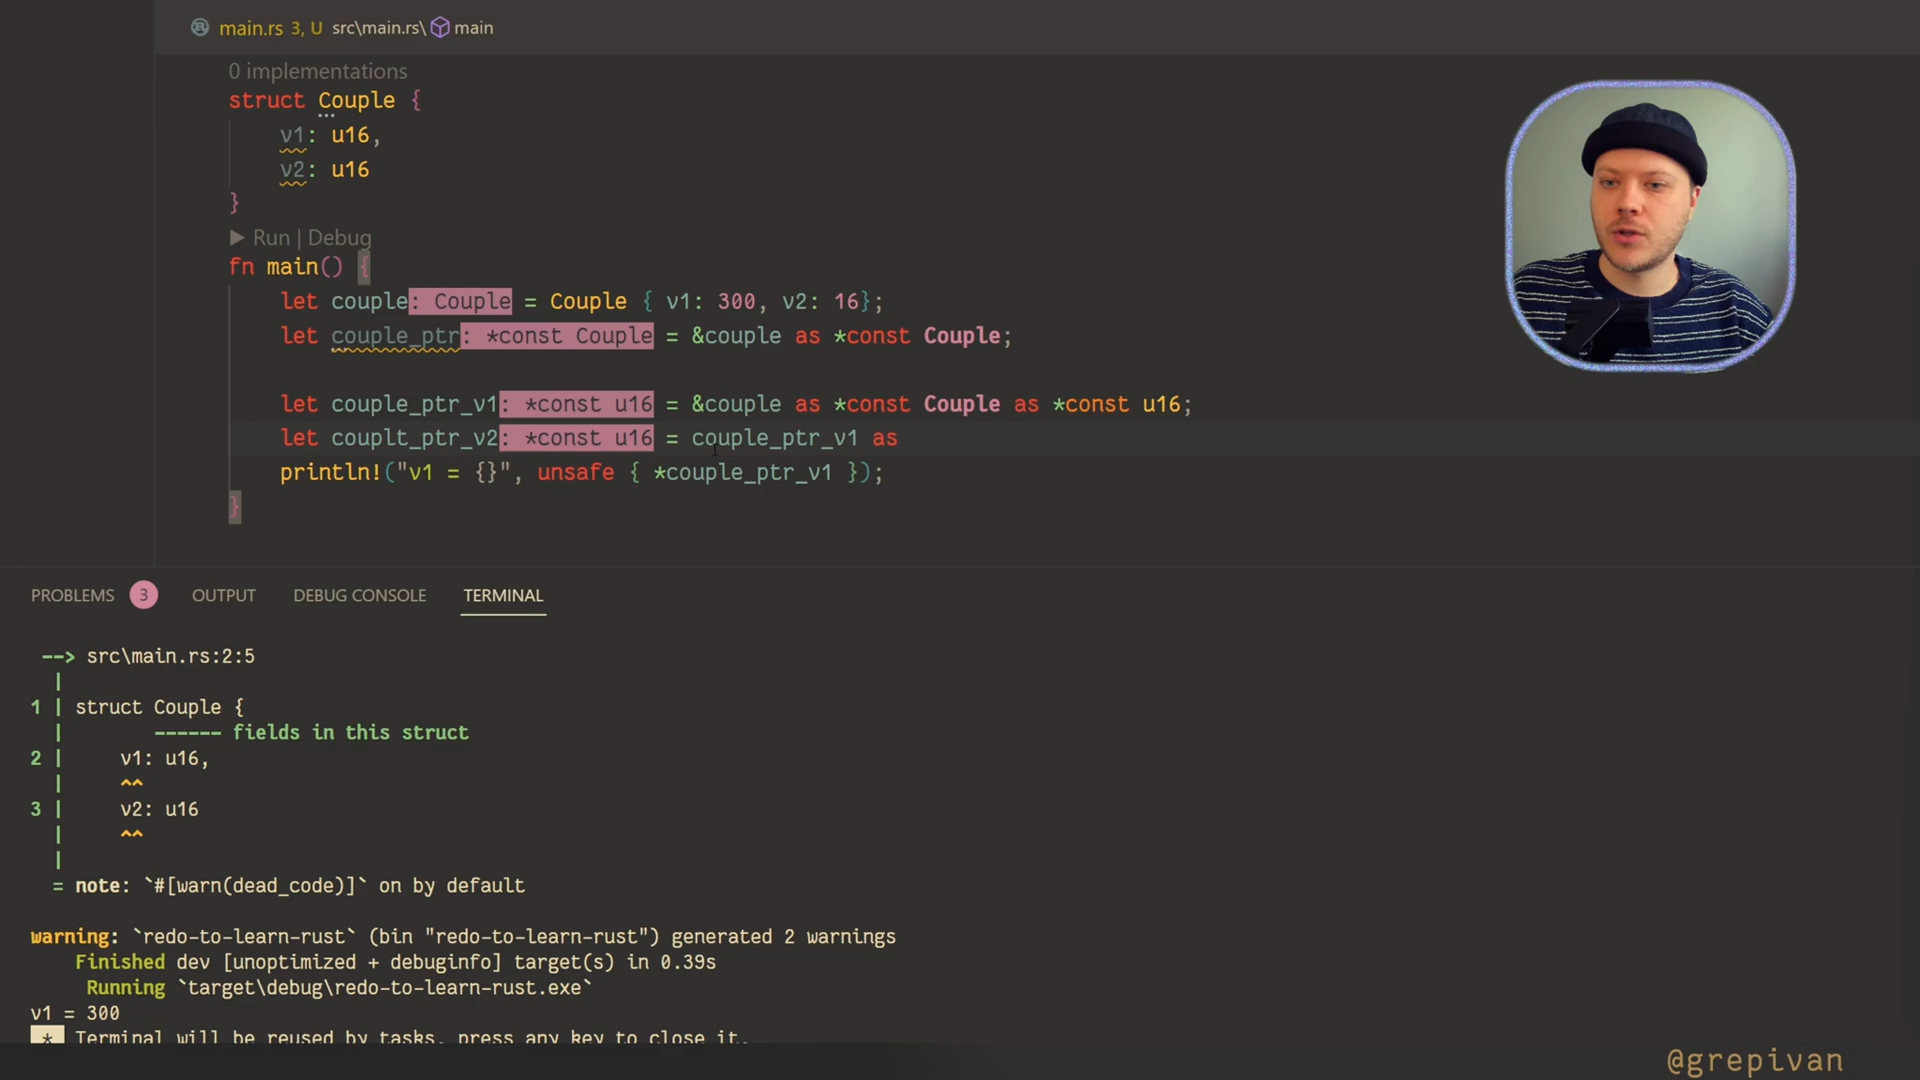 main.rs 3, U src\main.rs\ main
0 implementations
struct Couple {
v1: u16,
v2: u16
}
▶ Run | Debug
fn main() {
let couple: Couple = Couple { v1: 300, v2: 16};
let couple_ptr: *const Couple = &couple as *const Couple;
let couple_ptr_v1: *const u16 = &couple as *const Couple as *const u16;
let couplt_ptr_v2: *const u16 = couple_ptr_v1 as
println!("v1 = {}", unsafe { *couple_ptr_v1 });
}
PROBLEMS 3 OUTPUT DEBUG CONSOLE TERMINAL
--> src\main.rs:2:5
|
1 | struct Couple {
| ------ fields in this struct
2 | v1: u16,
| ^^
3 | v2: u16
| ^^
|
= note: `#[warn(dead_code)]` on by default
warning: `redo-to-learn-rust` (bin "redo-to-learn-rust") generated 2 warnings
Finished dev [unoptimized + debuginfo] target(s) in 0.39s
Running `target\debug\redo-to-learn-rust.exe`
v1 = 300
* Terminal will be reused by tasks, press any key to close it.
@grepivan